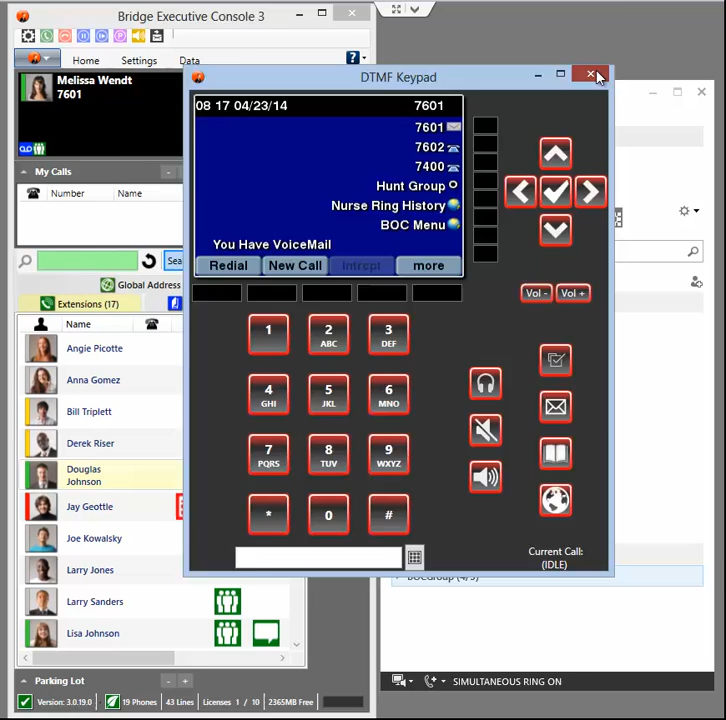 Bridge Executive Console 3
Home
Settings
Data
?
Melissa Wendt
7601
My Calls
-
Number
Name
Sea
Global Address
Extensions (17)
Name
Angie Picotte
Anna Gomez
Bill Triplett
Derek Riser
Douglas
Johnson
Jay Geottle
Joe Kowalsky
Larry Jones
Larry Sanders
Lisa Johnson
Parking Lot
- +
Version: 3.0.19.0
19 Phones
43 Lines
Licenses 1 / 10
2365MB Free
DTMF Keypad
08 17 04/23/14 7601
7601
7602
7400
Hunt Group
Nurse Ring History
BOC Menu
You Have VoiceMail
Redial
New Call
Intrcpt
more
Vol -
Vol +
1
2
ABC
3
DEF
4
GHI
5
JKL
6
MNO
7
PQRS
8
TUV
9
WXYZ
*
0
#
Current Call:
(IDLE)
SIMULTANEOUS RING ON